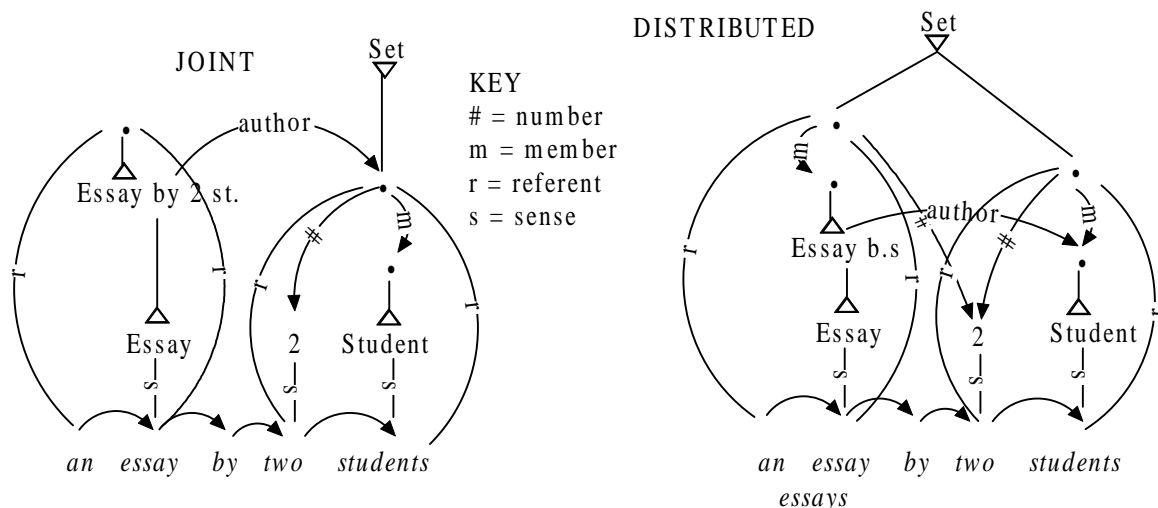 JOINT
Set
author
Essay by 2 st.
r
r
#
m
r
r
Essay
2
Student
s
s
s
an essay by two students
KEY
# = number
m = member
r = referent
s = sense
DISTRIBUTED
Set
m
author
#
#
m
Essay b.s
r
r
r
r
Essay
2
Student
s
s
s
an essay by two students
essays